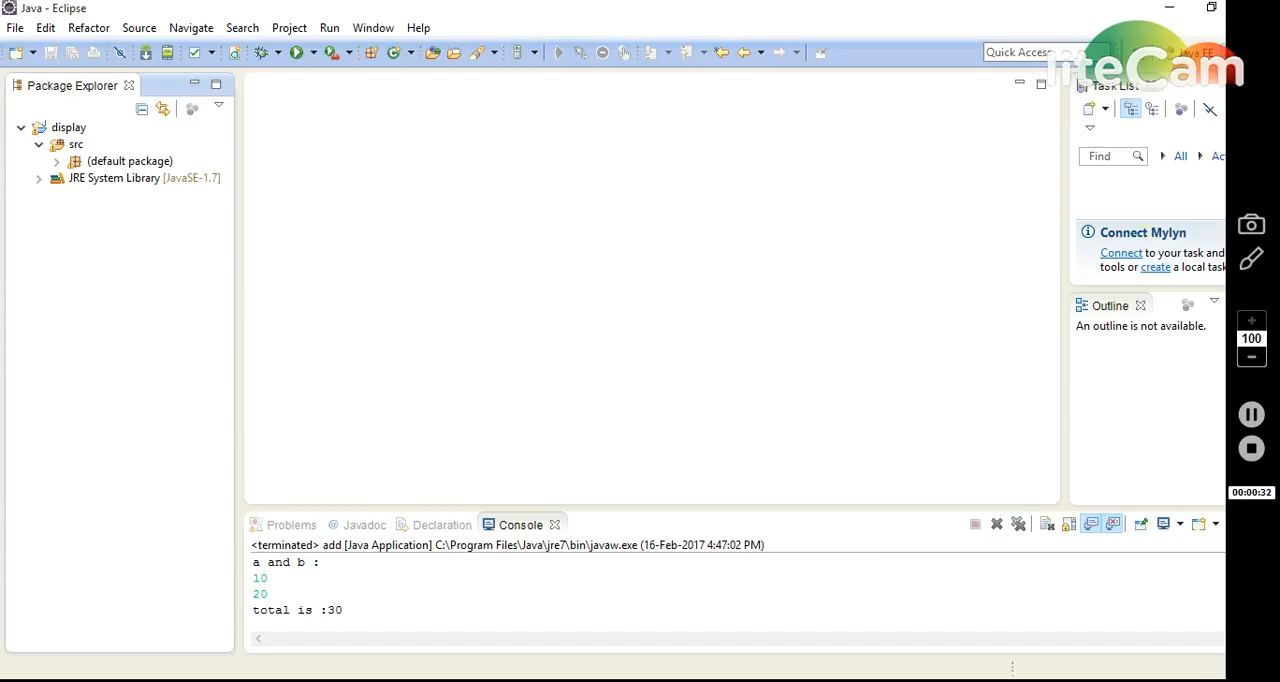 Java - Eclipse
File Edit Refactor Source Navigate Search Project Run Window Help
Quick Access
Java EE
iteCam
Package Explorer
Task List
display
src
(default package)
JRE System Library [JavaSE-1.7]
Find
All
Connect Mylyn
Connect to your task and
tools or create a local task
Outline
An outline is not available.
100
00:00:32
Problems @ Javadoc Declaration Console
<terminated> add [Java Application] C:\Program Files\Java\jre7\bin\javaw.exe (16-Feb-2017 4:47:02 PM)
a and b :
10
20
total is :30